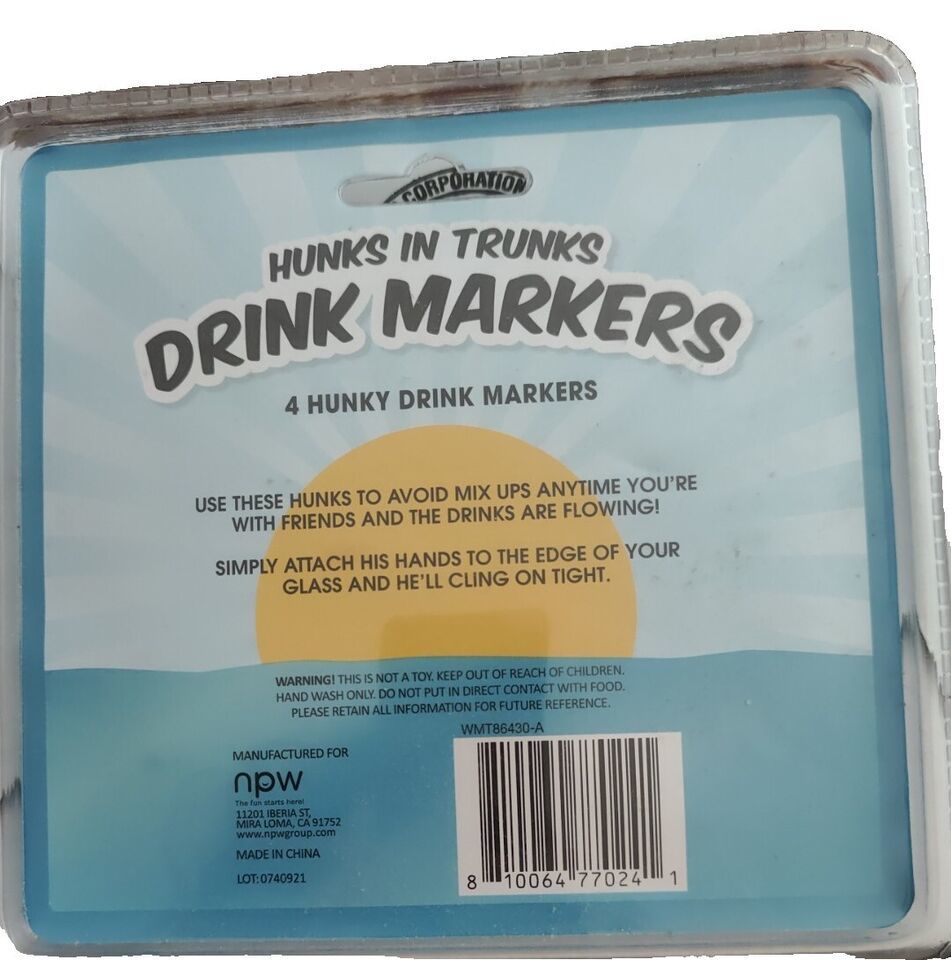 CORPORATION
HUNKS IN TRUNKS
DRINK MARKERS
4 HUNKY DRINK MARKERS
USE THESE HUNKS TO AVOID MIX UPS ANYTIME YOU'RE
WITH FRIENDS AND THE DRINKS ARE FLOWING!
SIMPLY ATTACH HIS HANDS TO THE EDGE OF YOUR
GLASS AND HE'LL CLING ON TIGHT.
WARNING! THIS IS NOT A TOY. KEEP OUT OF REACH OF CHILDREN.
HAND WASH ONLY. DO NOT PUT IN DIRECT CONTACT WITH FOOD.
PLEASE RETAIN ALL INFORMATION FOR FUTURE REFERENCE.
WMT86430-A
MANUFACTURED FOR
npw
The fun starts here!
11201 IBERIA ST,
MIRA LOMA, CA 91752
www.npwgroup.com
MADE IN CHINA
LOT: 0740921
8 10064 77024 1